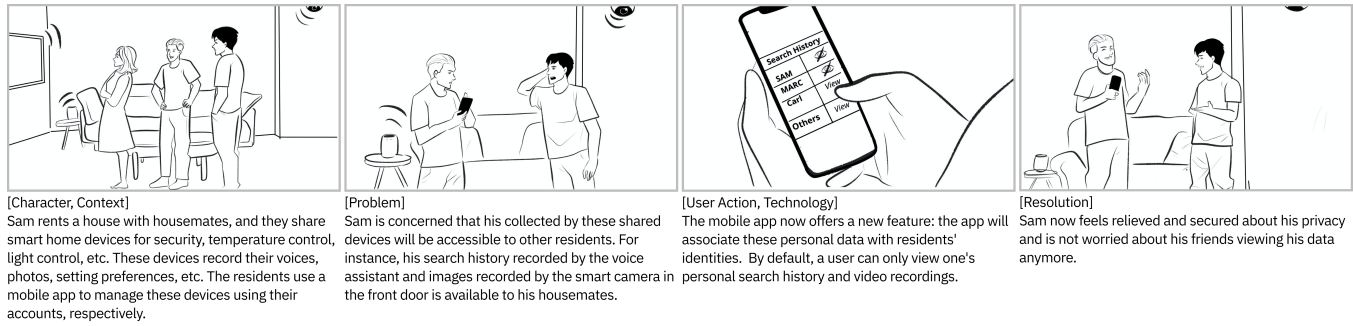 [Character, Context]
Sam rents a house with housemates, and they share
smart home devices for security, temperature control,
light control, etc. These devices record their voices,
photos, setting preferences, etc. The residents use a
mobile app to manage these devices using their
accounts, respectively.
[Problem]
Sam is concerned that his collected by these shared
devices will be accessible to other residents. For
instance, his search history recorded by the voice
assistant and images recorded by the smart camera in
the front door is available to his housemates.
Search History
SAM
MARC
Carl View
Others View
[User Action, Technology]
The mobile app now offers a new feature: the app will
associate these personal data with residents'
identities. By default, a user can only view one's
personal search history and video recordings.
[Resolution]
Sam now feels relieved and secured about his privacy
and is not worried about his friends viewing his data
anymore.